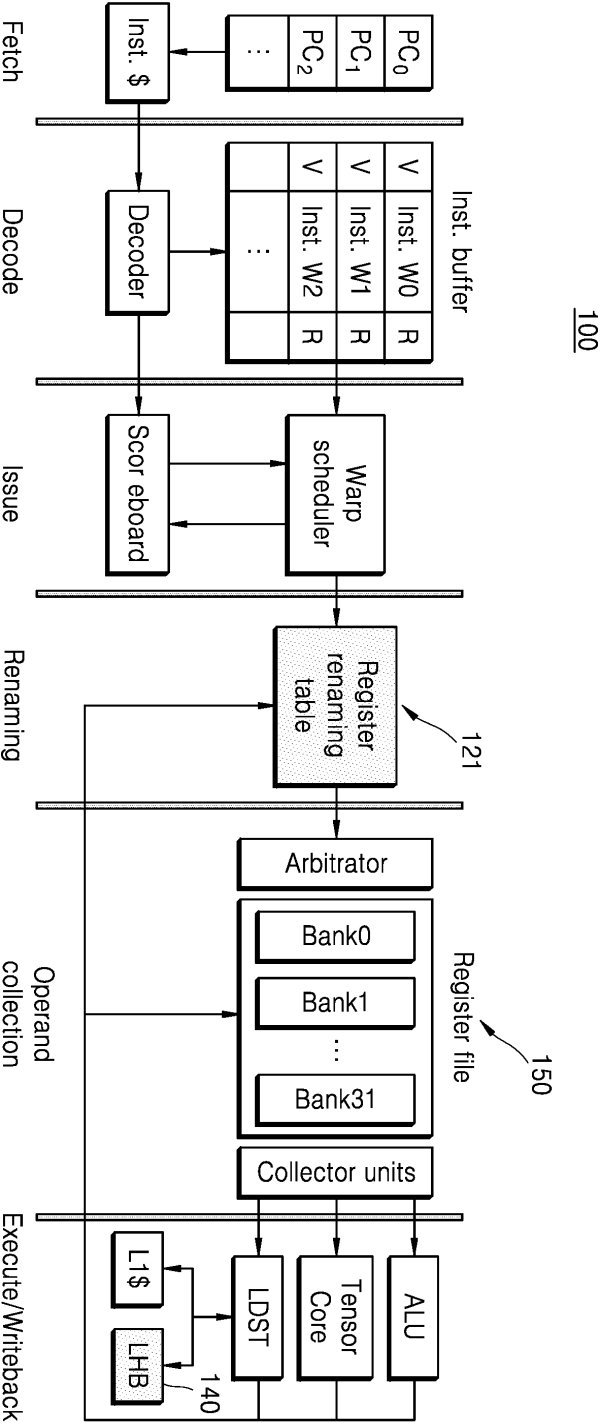 100
PC0
PC1
PC2
...
Inst. $
Fetch
Inst. buffer
V Inst. W0 R
V Inst. W1 R
V Inst. W2 R
...
Decoder
Decode
Warp
scheduler
Scor eboard
Issue
121
Register
renaming
table
Renaming
150
Register file
Arbitrator
Bank0
Bank1
...
Bank31
Collector units
Operand
collection
ALU
Tensor
Core
LDST
L1$
LHB
140
Execute/Writeback